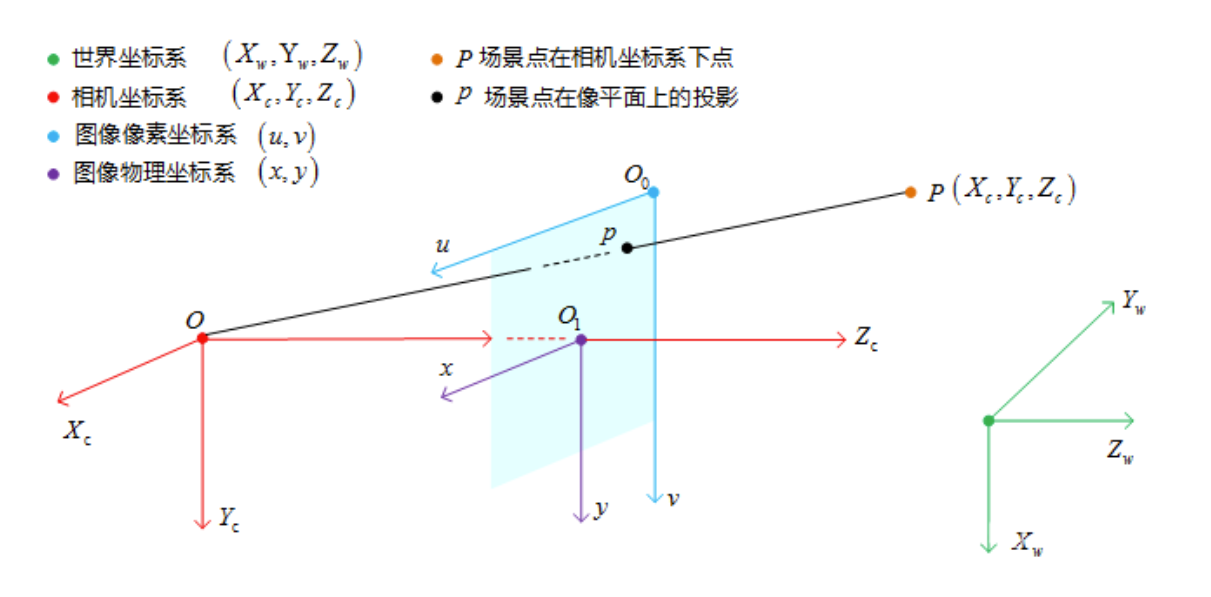 世界坐标系 (X_w, Y_w, Z_w)
P 场景点在相机坐标系下点
相机坐标系 (X_c, Y_c, Z_c)
p 场景点在像平面上的投影
图像像素坐标系 (u, v)
图像物理坐标系 (x, y)
O_0
P (X_c, Y_c, Z_c)
p
u
O
O_1
Z_c
Y_w
x
X_c
Z_w
v
Y_c
y
X_w